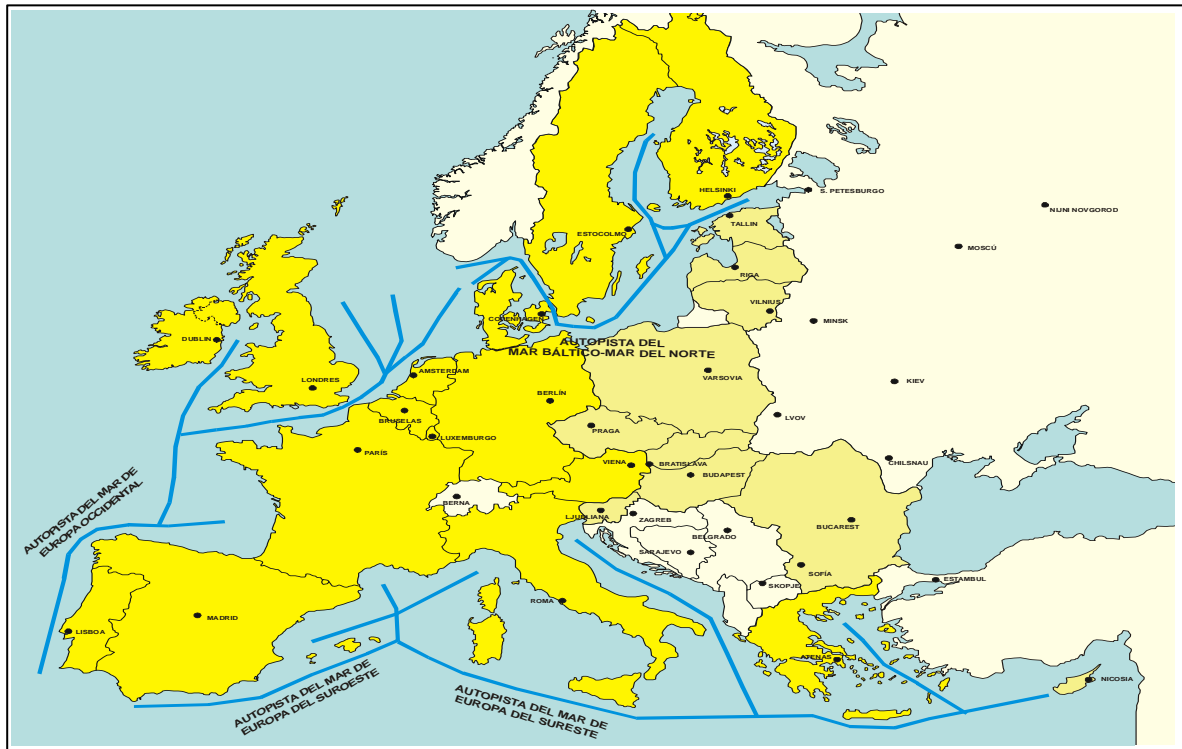 HELSINKI
S. PETESBURGO
NIJNI NOVGOROD
TALLIN
ESTOCOLMO
MOSCÚ
RIGA
VILNIUS
COPENHAGEN
MINSK
DUBLIN
AUTOPISTA DEL
MAR BÁLTICO-MAR DEL NORTE
AMSTERDAM
VARSOVIA
LONDRES
BERLÍN
KIEV
BRUSELAS
LVOV
PRAGA
LUXEMBURGO
PARÍS
VIENA
BRATISLAVA
CHILSNAU
BUDAPEST
AUTOPISTA DEL MAR DE
EUROPA OCCIDENTAL
BERNA
LJUBLIANA
ZAGREB
BUCAREST
BELGRADO
SARAJEVO
SOFÍA
SKOPJE
ESTAMBUL
ROMA
MADRID
LISBOA
ATENAS
NICOSIA
AUTOPISTA DEL MAR DE
EUROPA DEL SUROESTE
AUTOPISTA DEL MAR DE
EUROPA DEL SURESTE